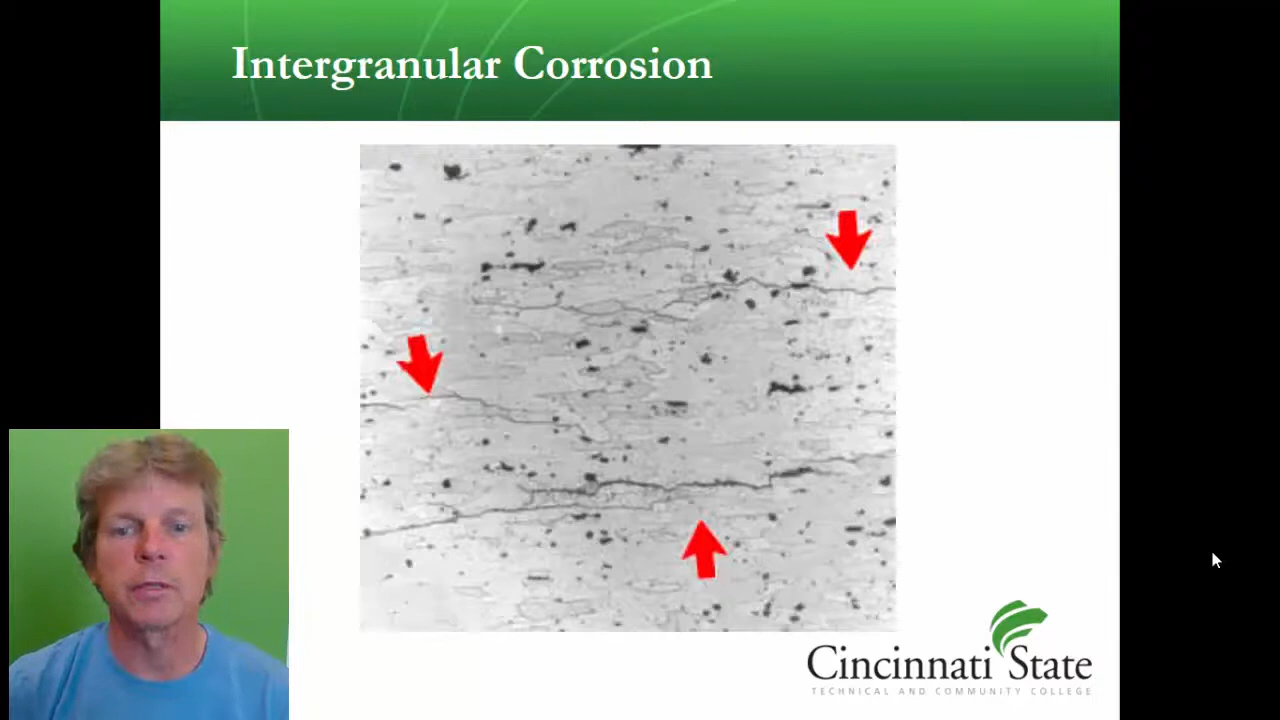 Intergranular Corrosion
Cincinnati State
TECHNICAL AND COMMUNITY COLLEGE